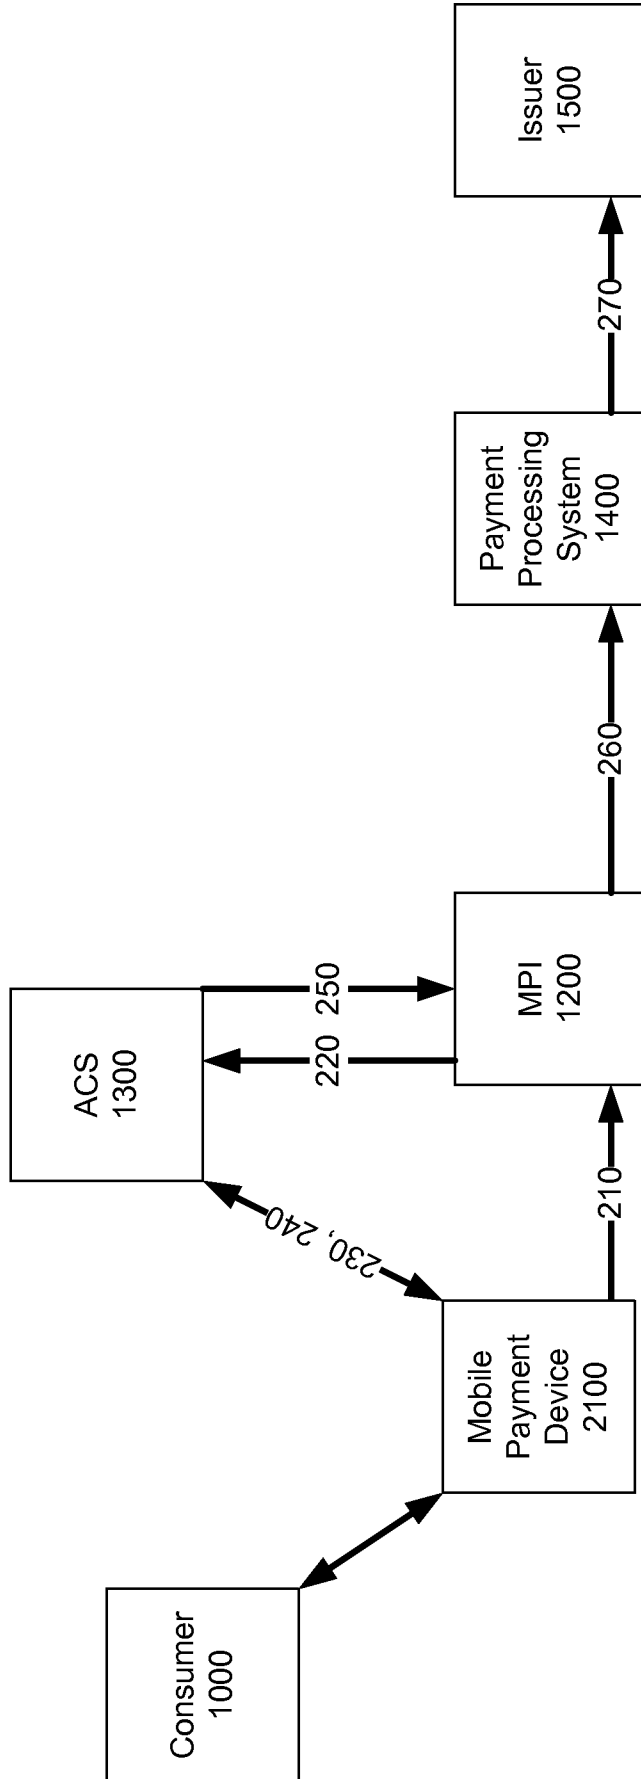 Consumer
1000
Mobile
Payment
Device
2100
230, 240
ACS
1300
210
220
250
MPI
1200
260
Payment
Processing
System
1400
270
Issuer
1500